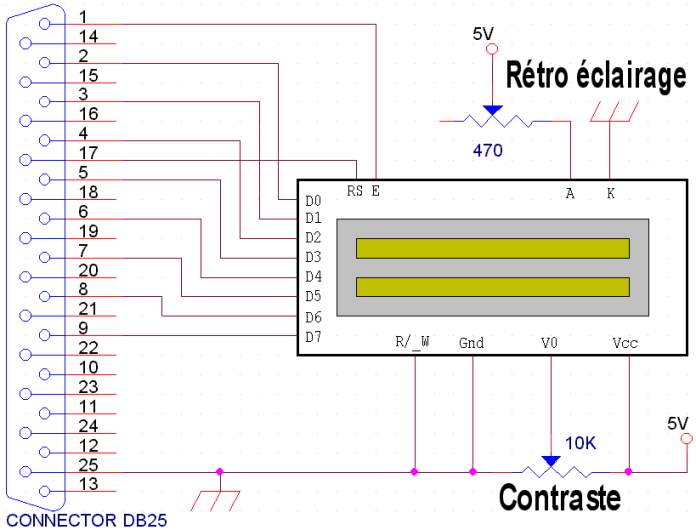 1
14
2
15
3
16
4
17
5
18
6
19
7
20
8
21
9
22
10
23
11
24
12
25
13
CONNECTOR DB25
5V
Rétro éclairage
470
RS E
A K
D0
D1
D2
D3
D4
D5
D6
D7
R/_W Gnd V0 Vcc
10K
5V
Contraste